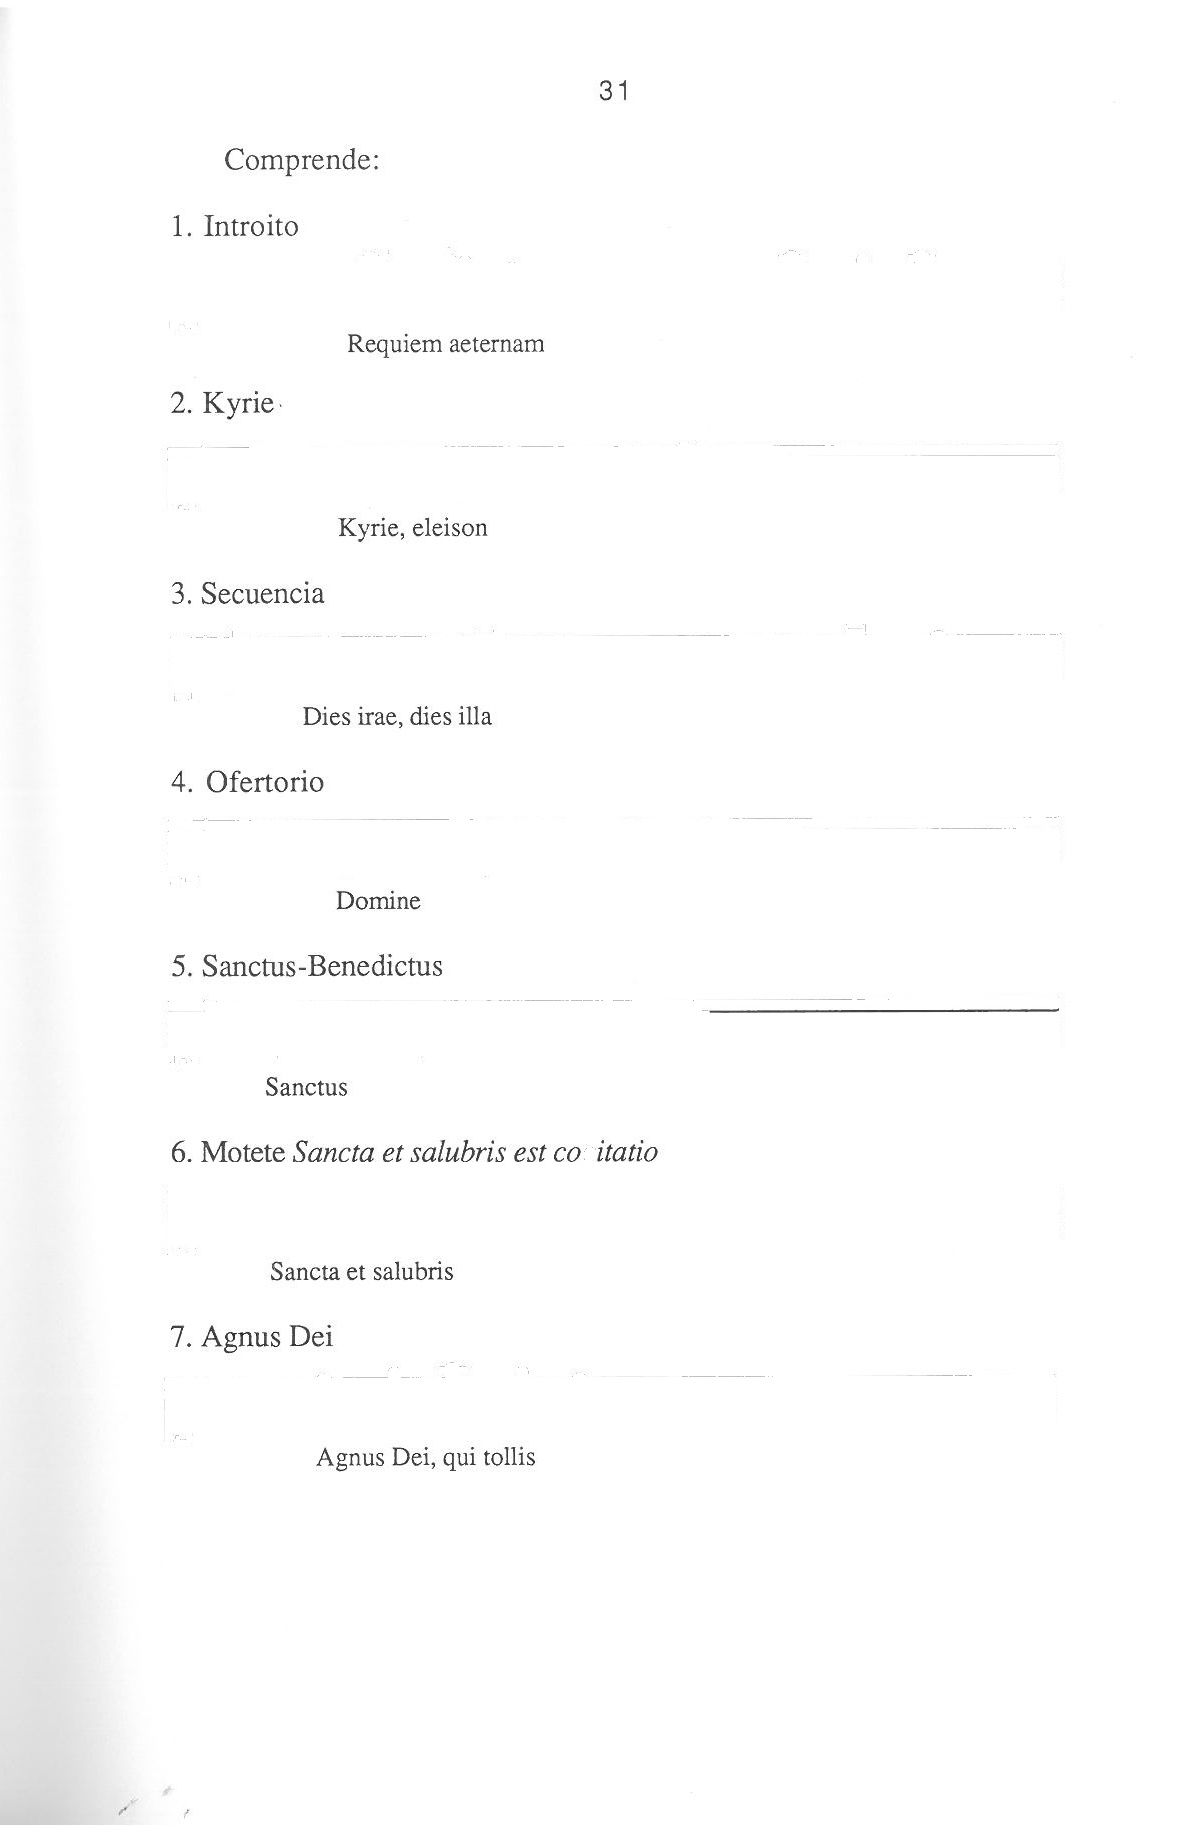 31
Comprende:
1. Introito
Requiem aeternam
2. Kyrie
Kyrie, eleison
3. Secuencia
Dies irae, dies illa
4. Ofertorio
Domine
5. Sanctus-Benedictus
Sanctus
6. Motete Sancta et salubris est co itatio
Sancta et salubris
7. Agnus Dei
Agnus Dei, qui tollis